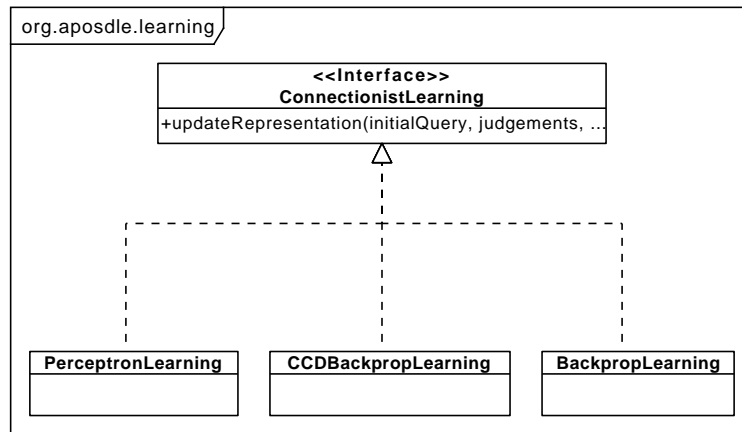 org.aposdle.learning
<<Interface>>
ConnectionistLearning
+updateRepresentation(initialQuery, judgements, ...
PerceptronLearning CCDBackpropLearning BackpropLearning